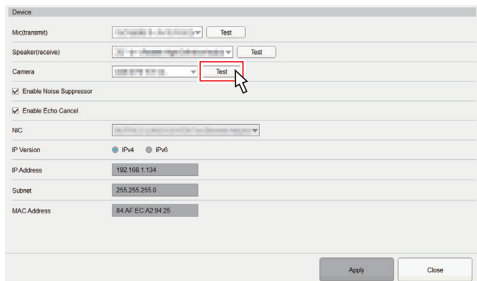 Device
Mic(transmit) Test
Speaker(receive) Test
Camera Test
Enable Noise Suppressor
Enable Echo Cancel
NIC
IP Version IPv4 IPv6
IP Address 192.168.1.134
Subnet 255.255.255.0
MAC Address 84:AF:EC:A2:94:25
Apply Close